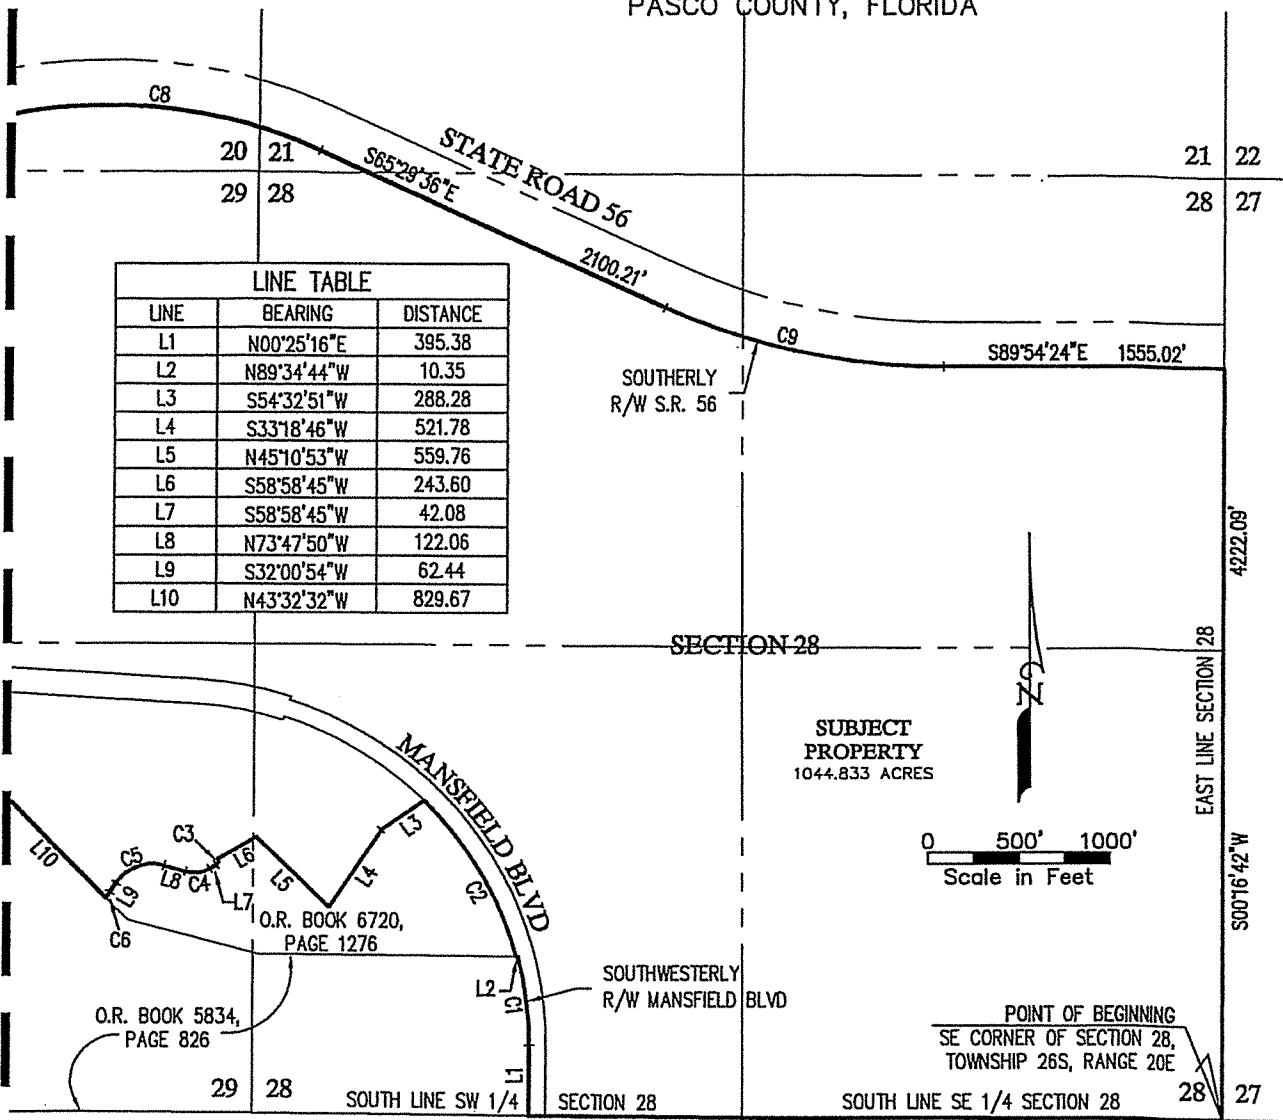 PASCO COUNTY, FLORIDA
C8
STATE ROAD 56
20 21
29 28
S65°29'36"E
2100.21'
21 22
28 27
LINE TABLE
LINE BEARING DISTANCE
L1 N00°25'16"E 395.38
L2 N89°34'44"W 10.35
L3 S54°32'51"W 288.28
L4 S33°18'46"W 521.78
L5 N45°10'53"W 559.76
L6 S58°58'45"W 243.60
L7 S58°58'45"W 42.08
L8 N73°47'50"W 122.06
L9 S32°00'54"W 62.44
L10 N43°32'32"W 829.67
C9
S89°54'24"E 1555.02'
SOUTHERLY
R/W S.R. 56
4222.09'
EAST LINE SECTION 28
S00°16'42"W
SECTION 28
N
SUBJECT
PROPERTY
1044.833 ACRES
0 500' 1000'
Scale in Feet
MANSFIELD BLVD
L10
C5
C3
L6
L8
C4
L9
L7
C6
L5
L4
L3
C2
O.R. BOOK 6720,
PAGE 1276
L2
C1
L1
SOUTHWESTERLY
R/W MANSFIELD BLVD
O.R. BOOK 5834,
PAGE 826
POINT OF BEGINNING
SE CORNER OF SECTION 28,
TOWNSHIP 26S, RANGE 20E
29 28
SOUTH LINE SW 1/4
SECTION 28
SOUTH LINE SE 1/4 SECTION 28
28 27